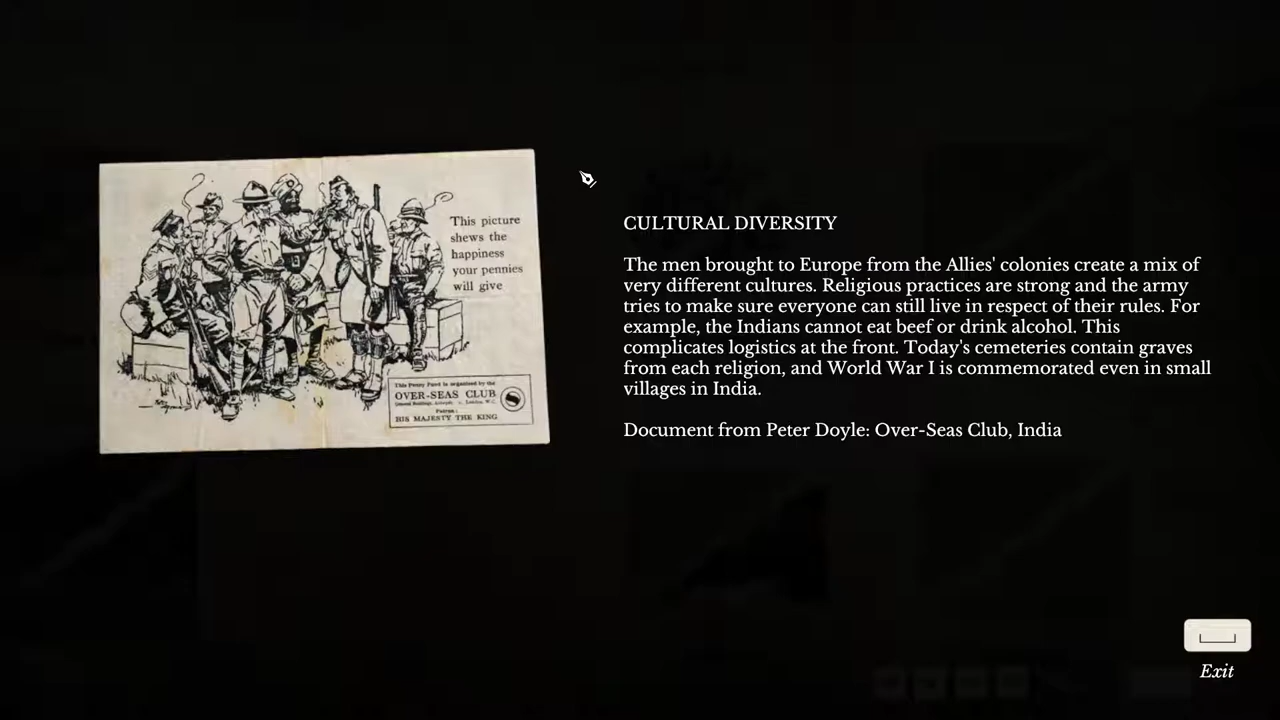 This picture
shews the
happiness
your pennies
will give
This Penny Fund is organised by the
OVER-SEAS CLUB
Patron:
HIS MAJESTY THE KING
CULTURAL DIVERSITY
The men brought to Europe from the Allies' colonies create a mix of
very different cultures. Religious practices are strong and the army
tries to make sure everyone can still live in respect of their rules. For
example, the Indians cannot eat beef or drink alcohol. This
complicates logistics at the front. Today's cemeteries contain graves
from each religion, and World War I is commemorated even in small
villages in India.
Document from Peter Doyle: Over-Seas Club, India
Exit